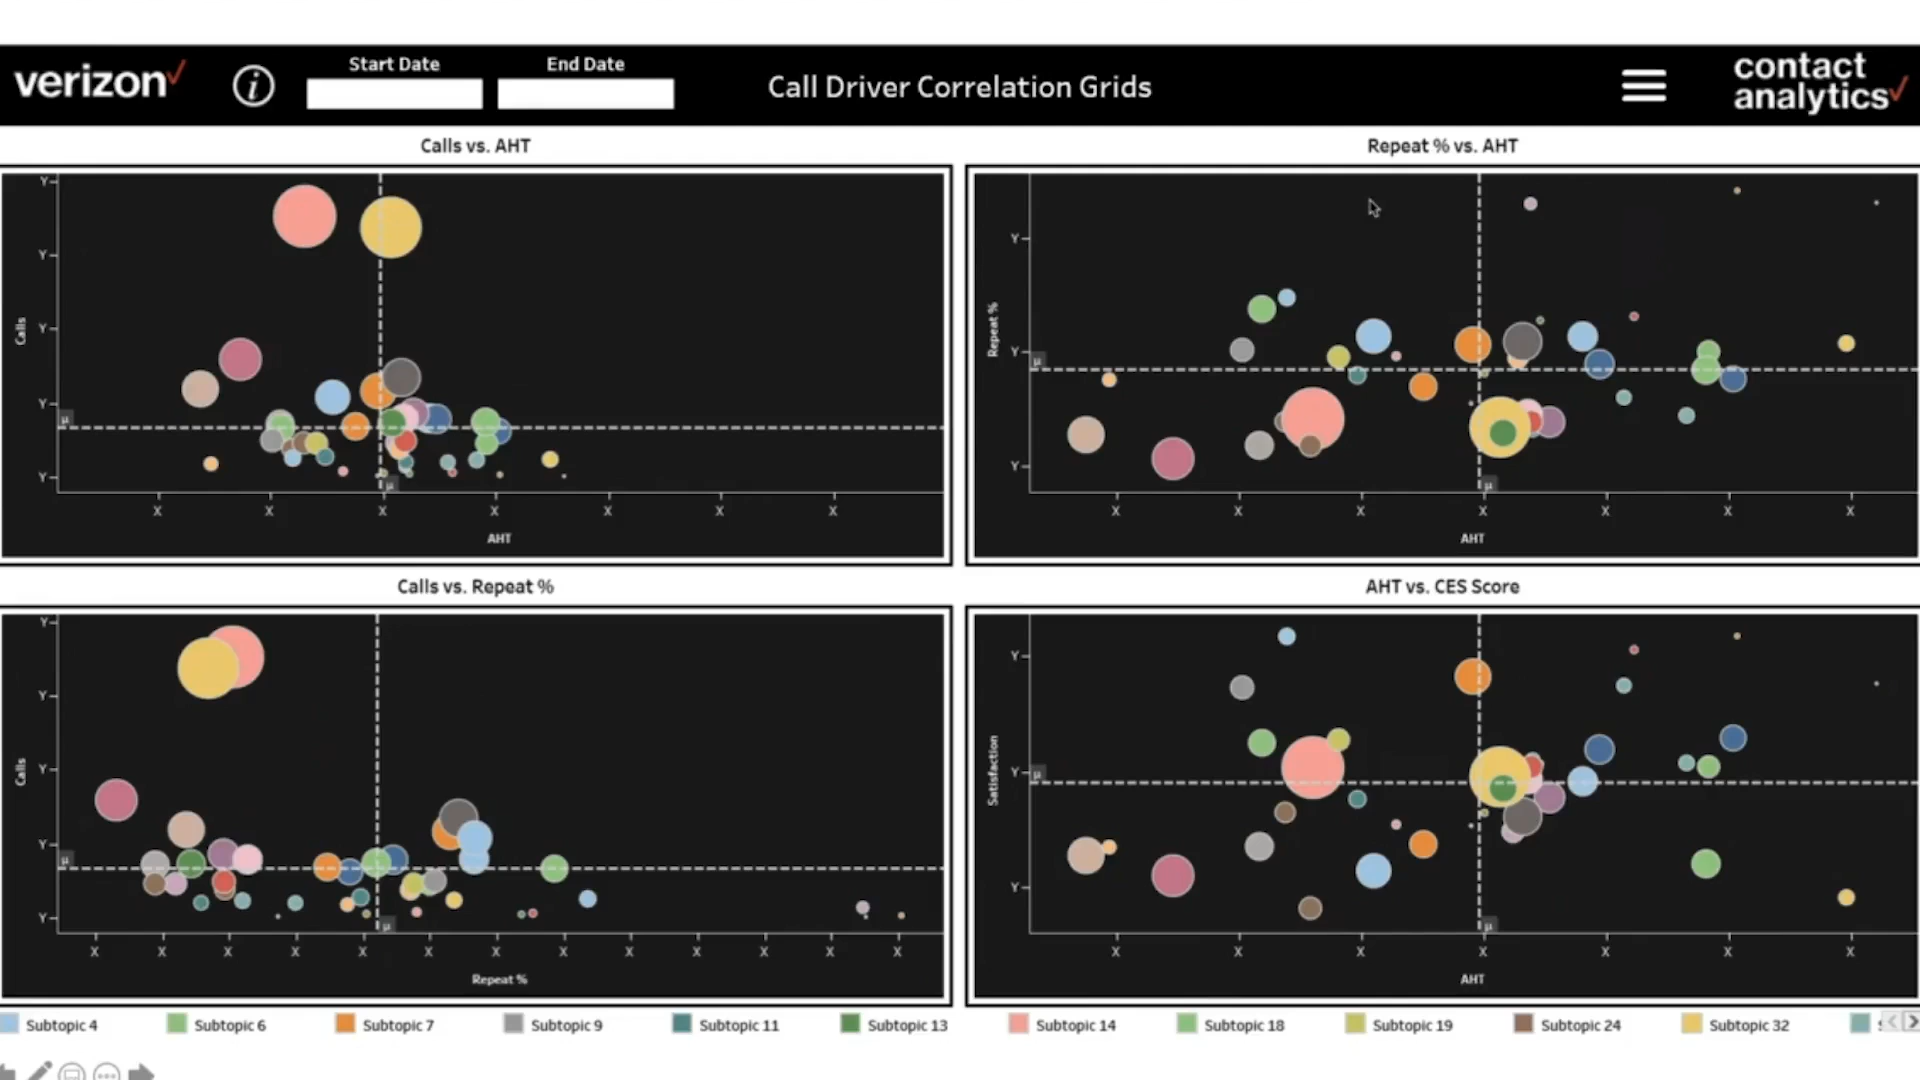 verizon✓
i
Start Date
End Date
Call Driver Correlation Grids
contact
analytics✓
Calls vs. AHT
Repeat % vs. AHT
Y
Y
Y
Y
Y
Calls
μ
μ
X X X X X X X
AHT
Y
Y
Y
Repeat %
μ
μ
X X X X X X X
AHT
Calls vs. Repeat %
AHT vs. CES Score
Y
Y
Y
Y
Y
Calls
μ
μ
X X X X X X X X X X X X X
Repeat %
Y
Y
Y
Satisfaction
μ
μ
X X X X X X X
AHT
Subtopic 4 Subtopic 6 Subtopic 7 Subtopic 9 Subtopic 11 Subtopic 13 Subtopic 14 Subtopic 18 Subtopic 19 Subtopic 24 Subtopic 32